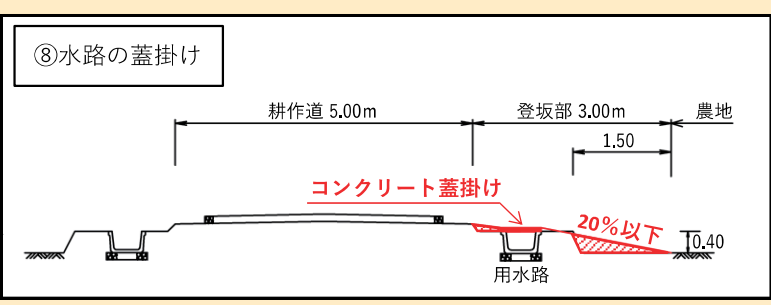 ⑧水路の蓋掛け
耕作道 5.00m
登坂部 3.00m
農地
1.50
コンクリート蓋掛け
20%以下
0.40
用水路